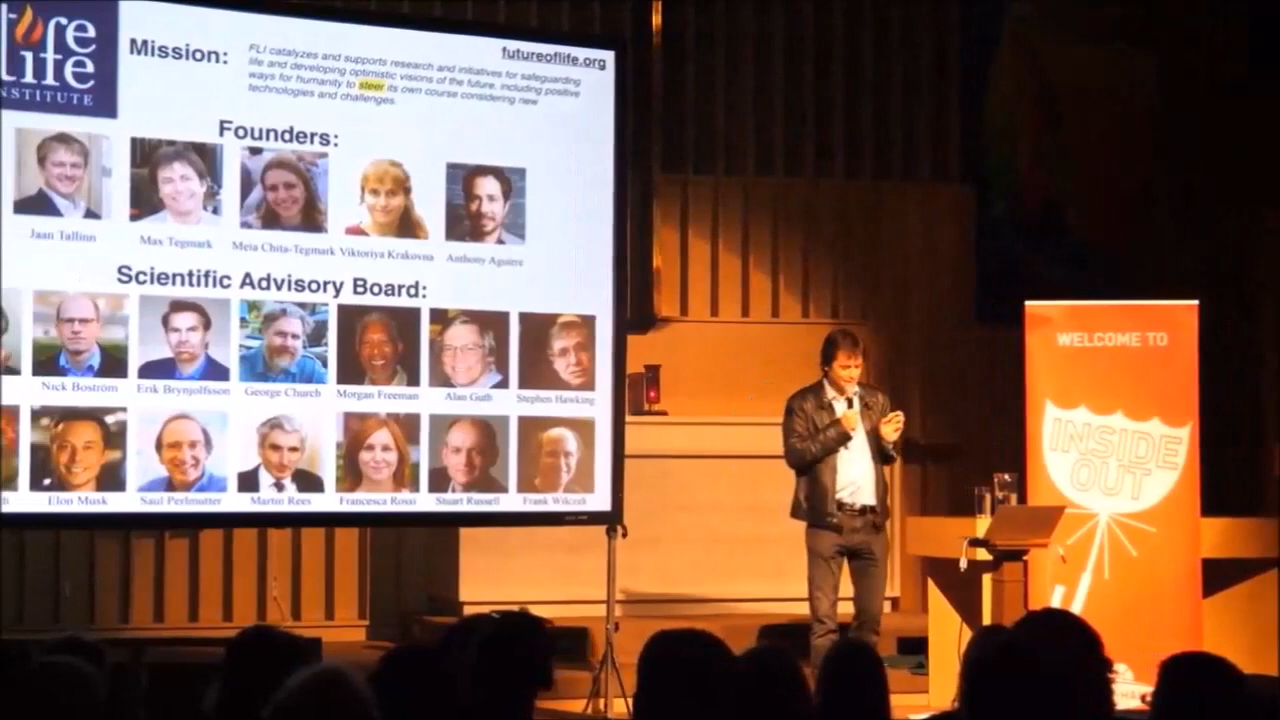 life
life
INSTITUTE
Mission:
FLI catalyzes and supports research and initiatives for safeguarding
life and developing optimistic visions of the future, including positive
ways for humanity to steer its own course considering new
technologies and challenges.
futureoflife.org
Founders:
Jaan Tallinn Max Tegmark Meia Chita-Tegmark Viktoriya Krakovna Anthony Aguirre
Scientific Advisory Board:
Nick Boström Erik Brynjolfsson George Church Morgan Freeman Alan Guth Stephen Hawking
Elon Musk Saul Perlmutter Martin Rees Francesca Rossi Stuart Russell Frank Wilczek
WELCOME TO
INSIDE
OUT